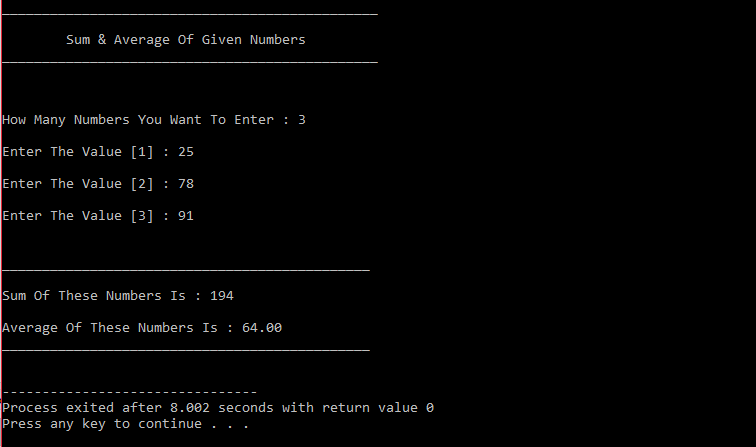 Sum & Average Of Given Numbers
How Many Numbers You Want To Enter : 3
Enter The Value [1] : 25
Enter The Value [2] : 78
Enter The Value [3] : 91
Sum Of These Numbers Is : 194
Average Of These Numbers Is : 64.00
--------------------------------
Process exited after 8.002 seconds with return value 0
Press any key to continue . . .